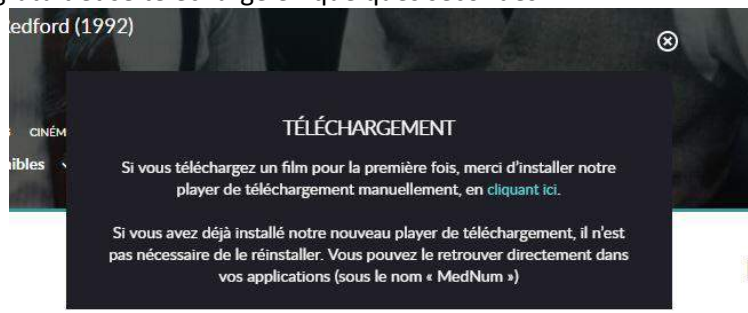 edford (1992)
CINÉM
TÉLÉCHARGEMENT
Si vous téléchargez un film pour la première fois, merci d'installer notre
player de téléchargement manuellement, en cliquant ici.
Si vous avez déjà installé notre nouveau player de téléchargement, il n'est
pas nécessaire de le réinstaller. Vous pouvez le retrouver directement dans
vos applications (sous le nom « MedNum »)